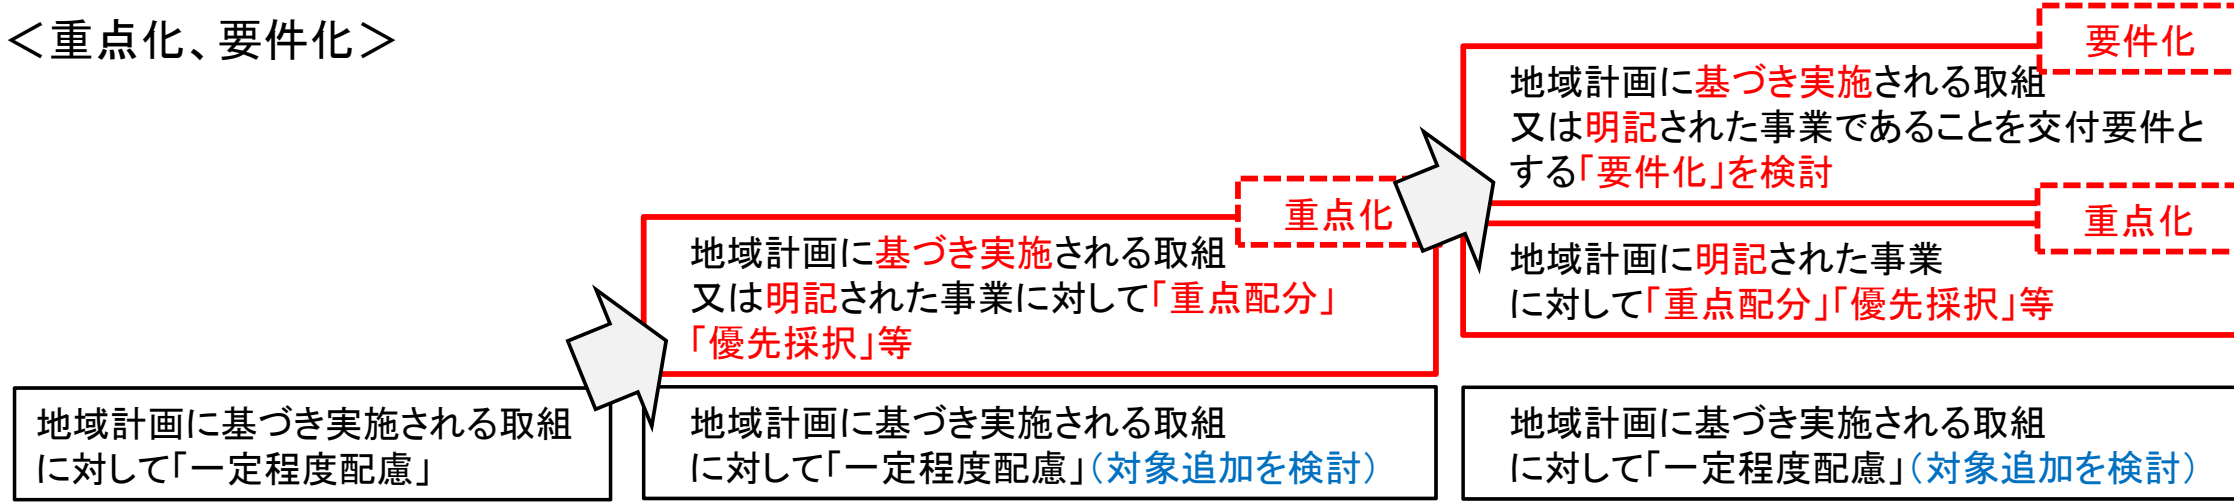 ＜重点化、要件化＞
地域計画に基づき実施される取組
に対して「一定程度配慮」
重点化
地域計画に基づき実施される取組
又は明記された事業に対して「重点配分」
「優先採択」等
地域計画に基づき実施される取組
に対して「一定程度配慮」（対象追加を検討）
要件化
地域計画に基づき実施される取組
又は明記された事業であることを交付要件と
する「要件化」を検討
重点化
地域計画に明記された事業
に対して「重点配分」「優先採択」等
地域計画に基づき実施される取組
に対して「一定程度配慮」（対象追加を検討）